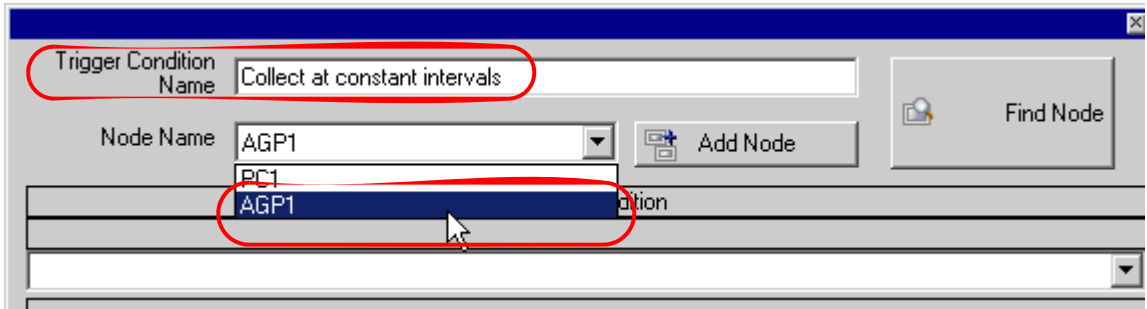 Trigger Condition
Name
Collect at constant intervals
Find Node
Node Name
AGP1
Add Node
PC1
AGP1
dition